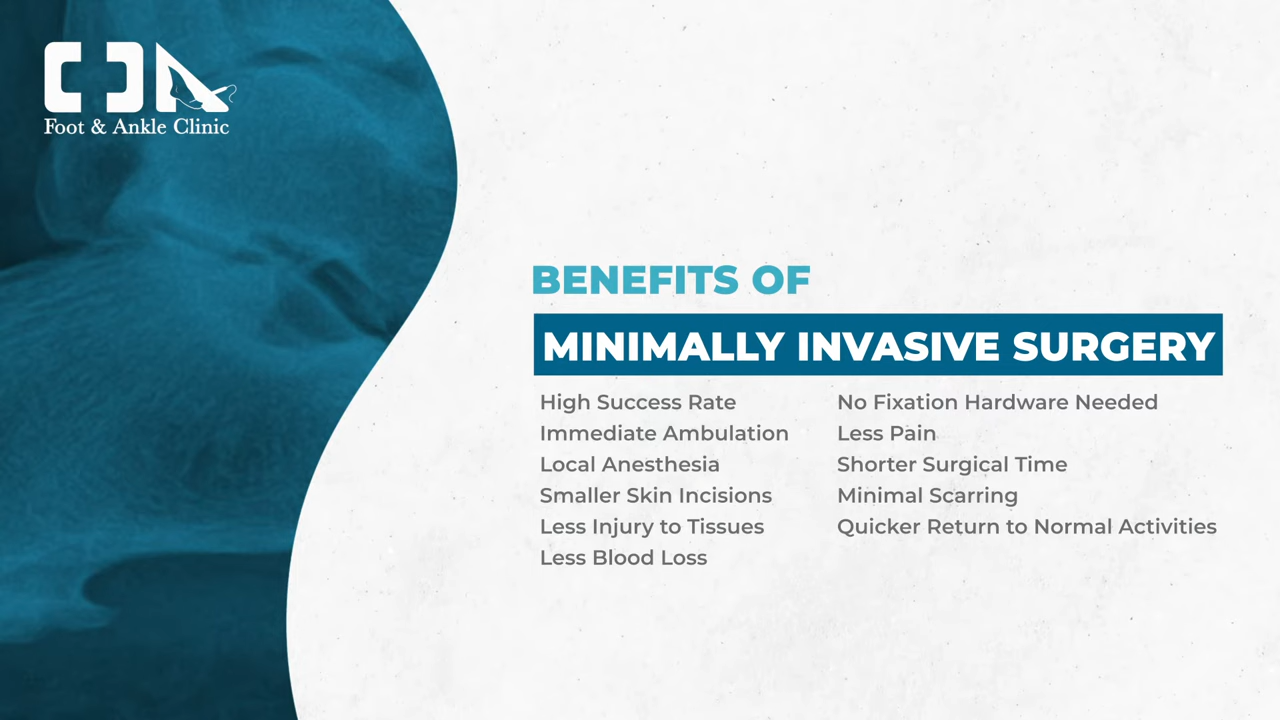 Foot & Ankle Clinic
BENEFITS OF
MINIMALLY INVASIVE SURGERY
High Success Rate
Immediate Ambulation
Local Anesthesia
Smaller Skin Incisions
Less Injury to Tissues
Less Blood Loss
No Fixation Hardware Needed
Less Pain
Shorter Surgical Time
Minimal Scarring
Quicker Return to Normal Activities